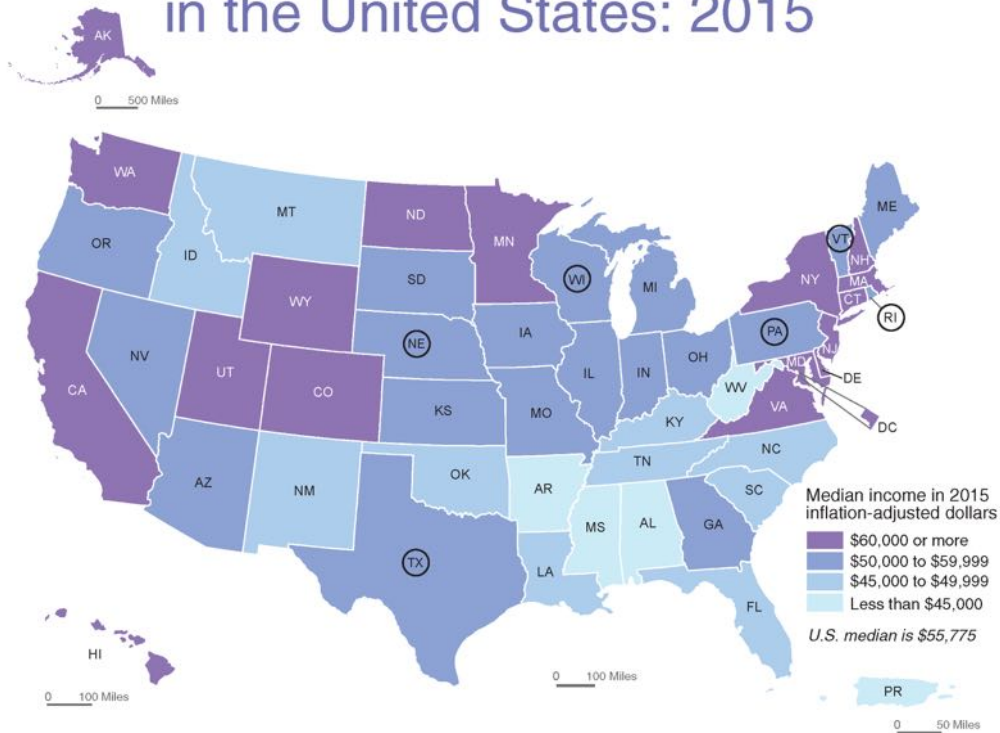 in the United States: 2015
AK
0 500 Miles
WA
MT
ND
MN
ME
OR
ID
SD
WI
MI
VT
NH
NY
MA
CT
RI
WY
NE
IA
PA
NJ
NV
UT
CO
IL
IN
OH
MD
DE
CA
KS
MO
WV
VA
DC
KY
AZ
NM
OK
AR
TN
NC
SC
MS
AL
GA
TX
LA
FL
Median income in 2015
inflation-adjusted dollars
$60,000 or more
$50,000 to $59,999
$45,000 to $49,999
Less than $45,000
U.S. median is $55,775
HI
0 100 Miles
0 100 Miles
PR
0 50 Miles